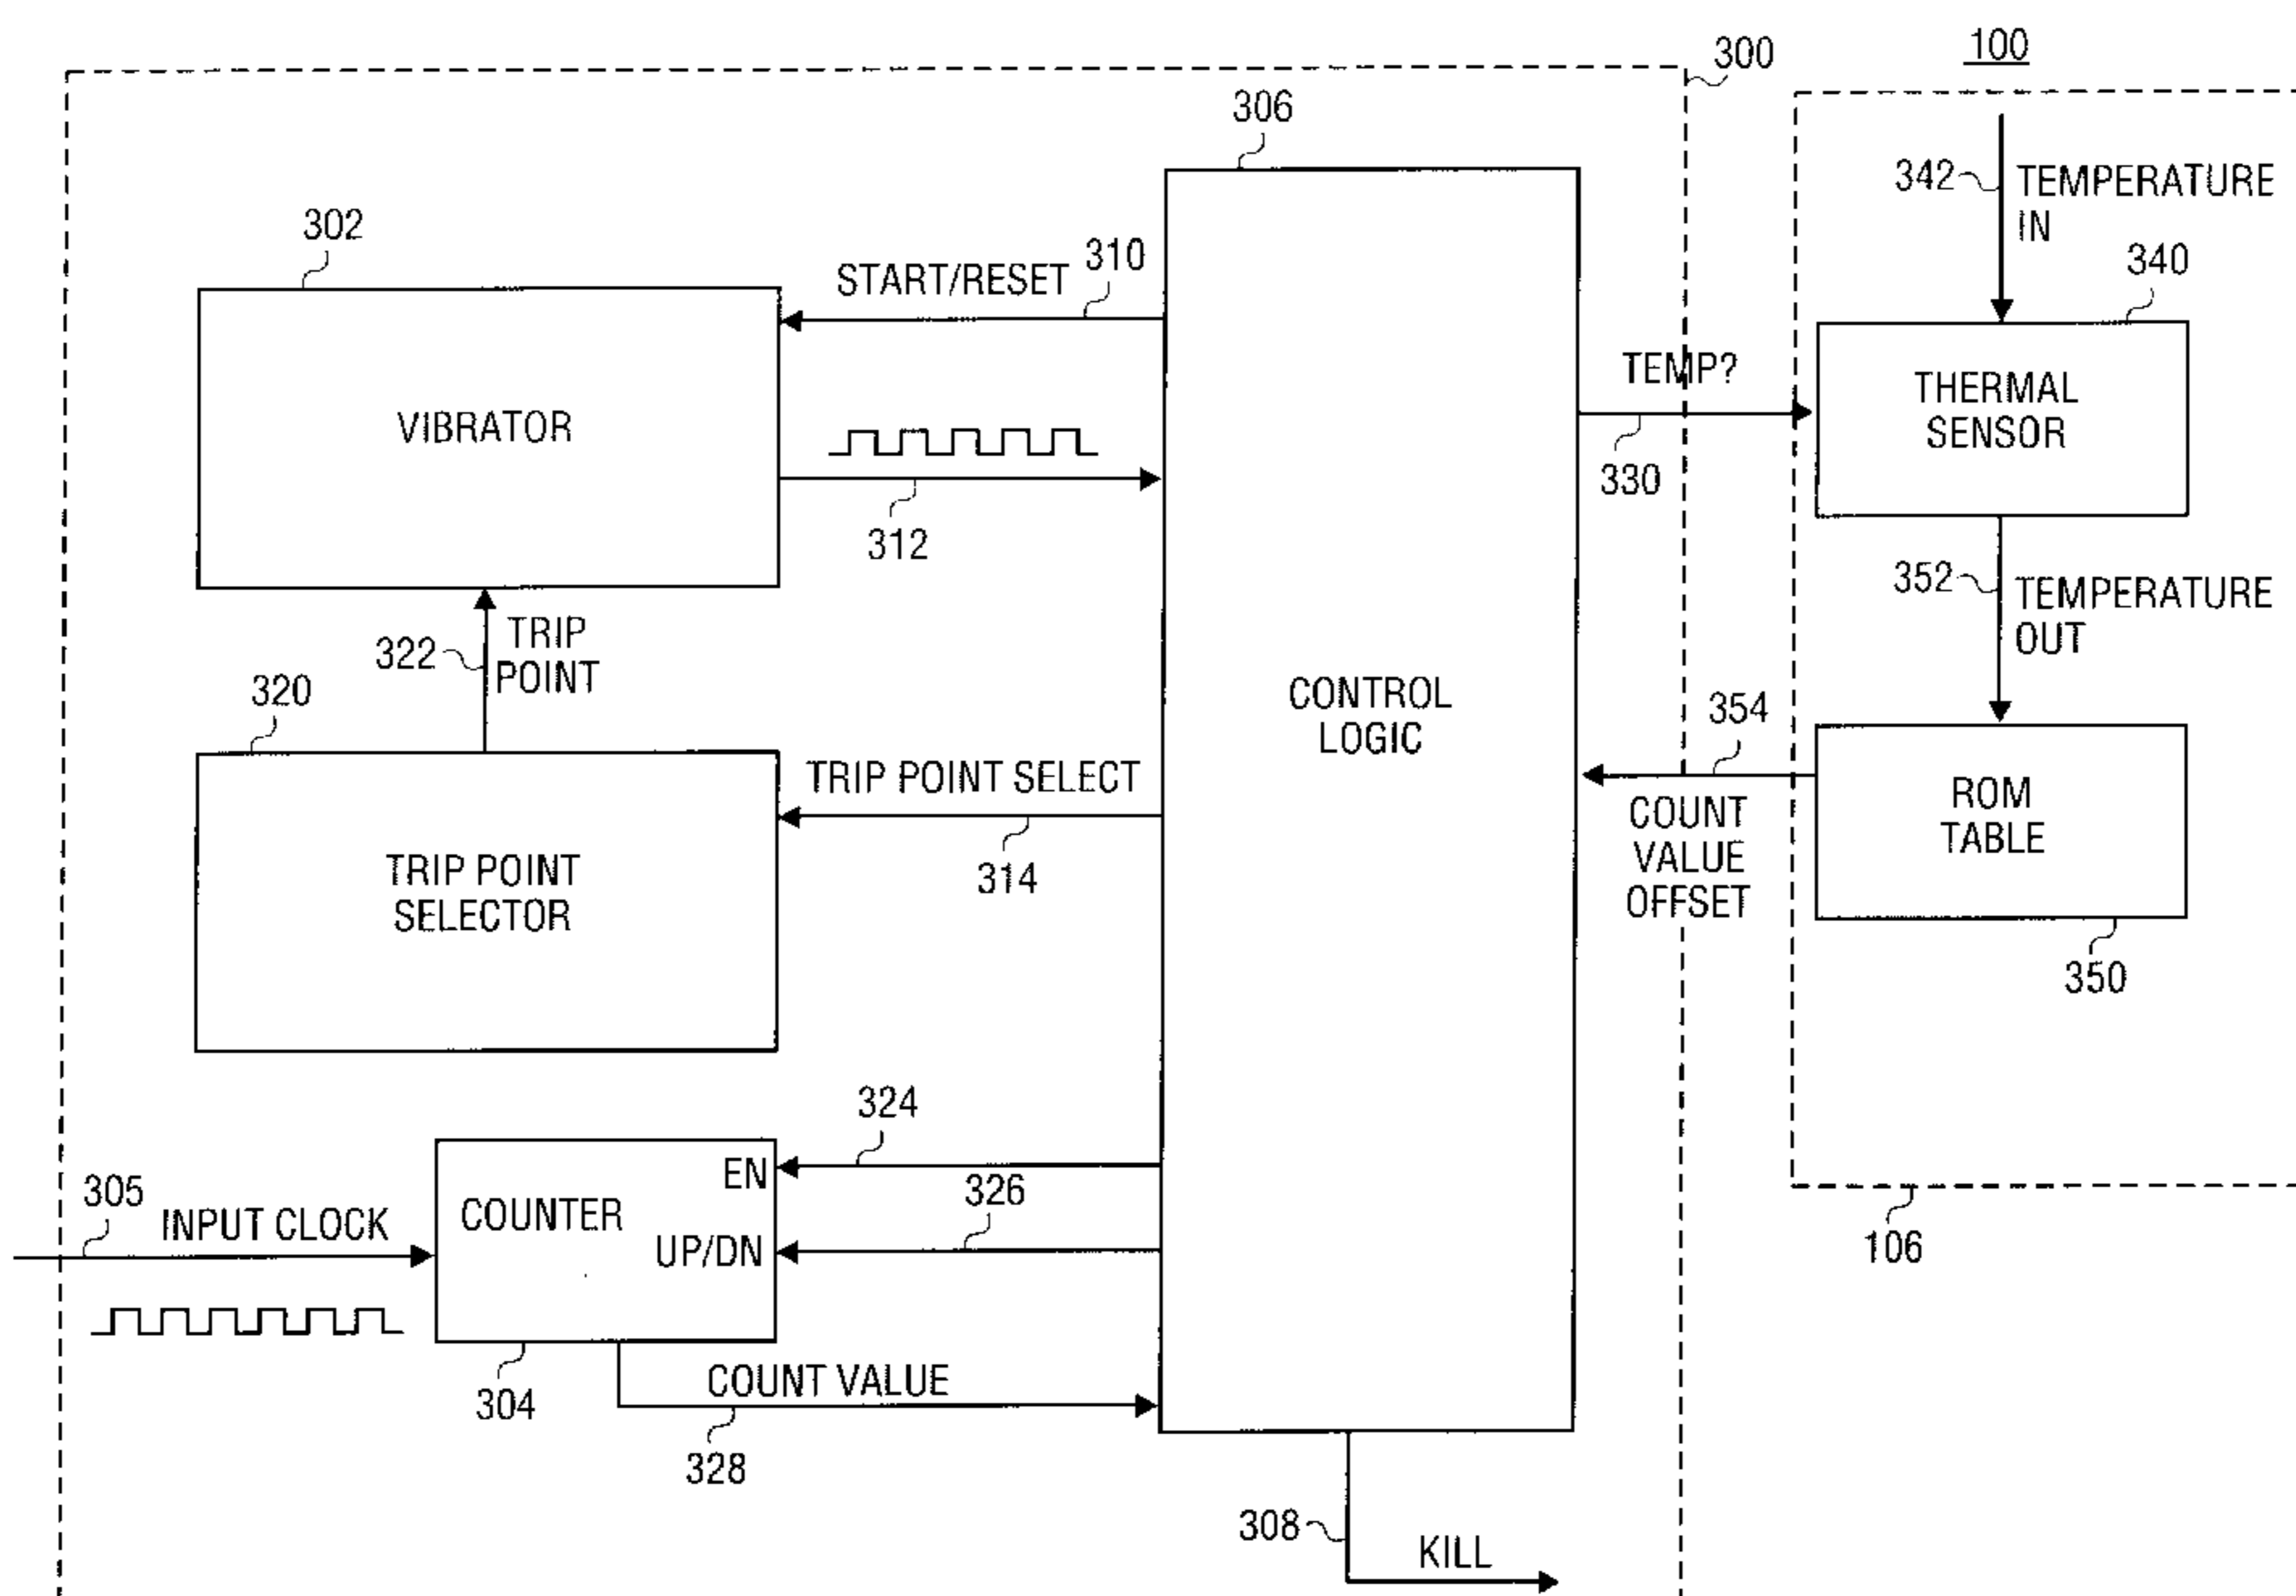 100
300
306
342
TEMPERATURE
IN
302
START/RESET
310
340
VIBRATOR
TEMP?
THERMAL
SENSOR
312
330
322
TRIP
POINT
352
TEMPERATURE
OUT
320
CONTROL
LOGIC
354
TRIP POINT SELECT
ROM
TABLE
COUNT
VALUE
OFFSET
TRIP POINT
SELECTOR
314
350
324
EN
305
INPUT CLOCK
COUNTER
326
UP/DN
106
304
COUNT VALUE
328
308
KILL